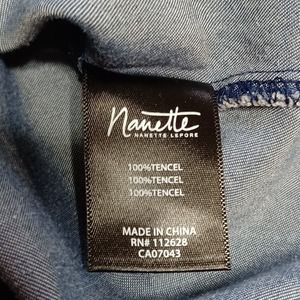 Nanette
NANETTE LEPORE
100%TENCEL
100%TENCEL
100%TENCEL
MADE IN CHINA
RN# 112628
CA07043